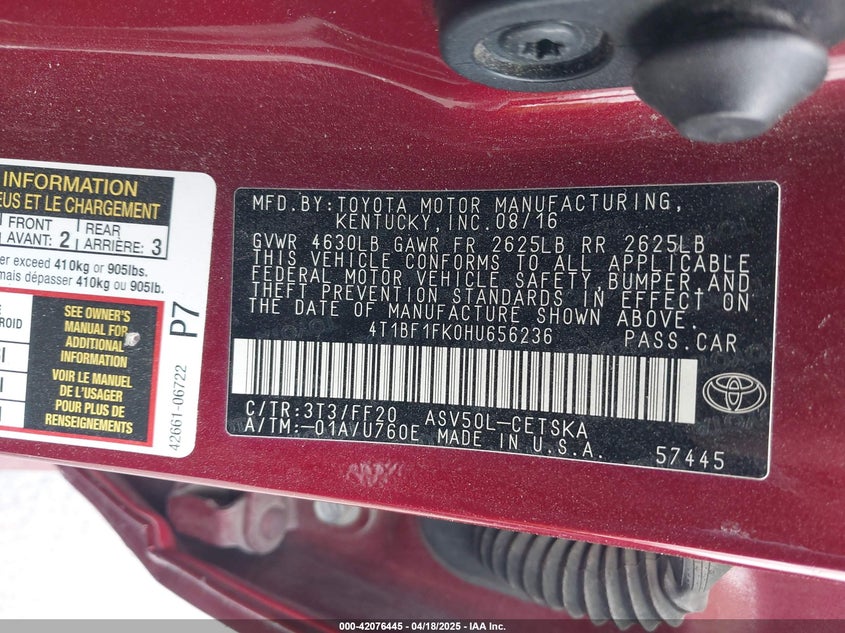 INFORMATION
EUS ET LE CHARGEMENT
FRONT
AVANT: 2
REAR
ARRIÈRE: 3
er exceed 410kg or 905lbs.
mais dépasser 410kg ou 905lb.
ROID
SEE OWNER'S
MANUAL FOR
ADDITIONAL
INFORMATION
VOIR LE MANUEL
DE L'USAGER
POUR PLUS DE
RENSEIGNEMENTS
P7
42661-06722
MFD.BY:TOYOTA MOTOR MANUFACTURING,
KENTUCKY,INC.08/16
GVWR 4630LB GAWR FR 2625LB RR 2625LB
THIS VEHICLE CONFORMS TO ALL APPLICABLE
FEDERAL MOTOR VEHICLE SAFETY,BUMPER,AND
THEFT PREVENTION STANDARDS IN EFFECT ON
THE DATE OF MANUFACTURE SHOWN ABOVE.
4T1BF1FK0HU656236 PASS.CAR
C/TR:3T3/FF20 ASV50L-CETSKA
A/TM:-01A/U760E MADE IN U.S.A.
57445
000-42076445 - 04/18/2025 - IAA Inc.